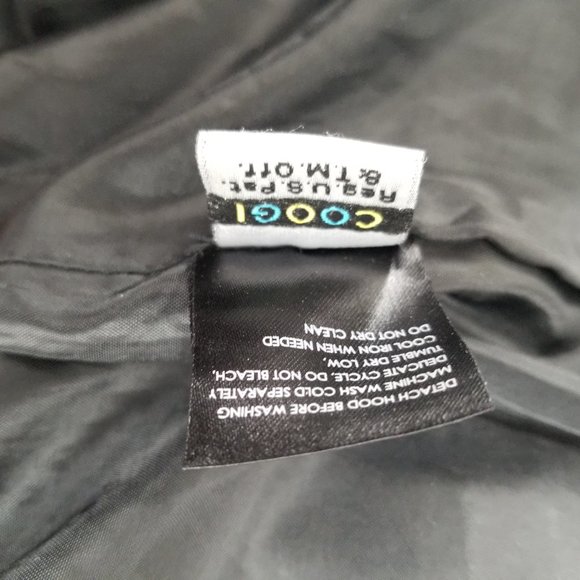 COOGI
Reg.U.S.Pat.
& T.M.Off.
DETACH HOOD BEFORE WASHING
MACHINE WASH COLD SEPARATELY
DELICATE CYCLE. DO NOT BLEACH,
TUMBLE DRY LOW,
COOL IRON WHEN NEEDED
DO NOT DRY CLEAN